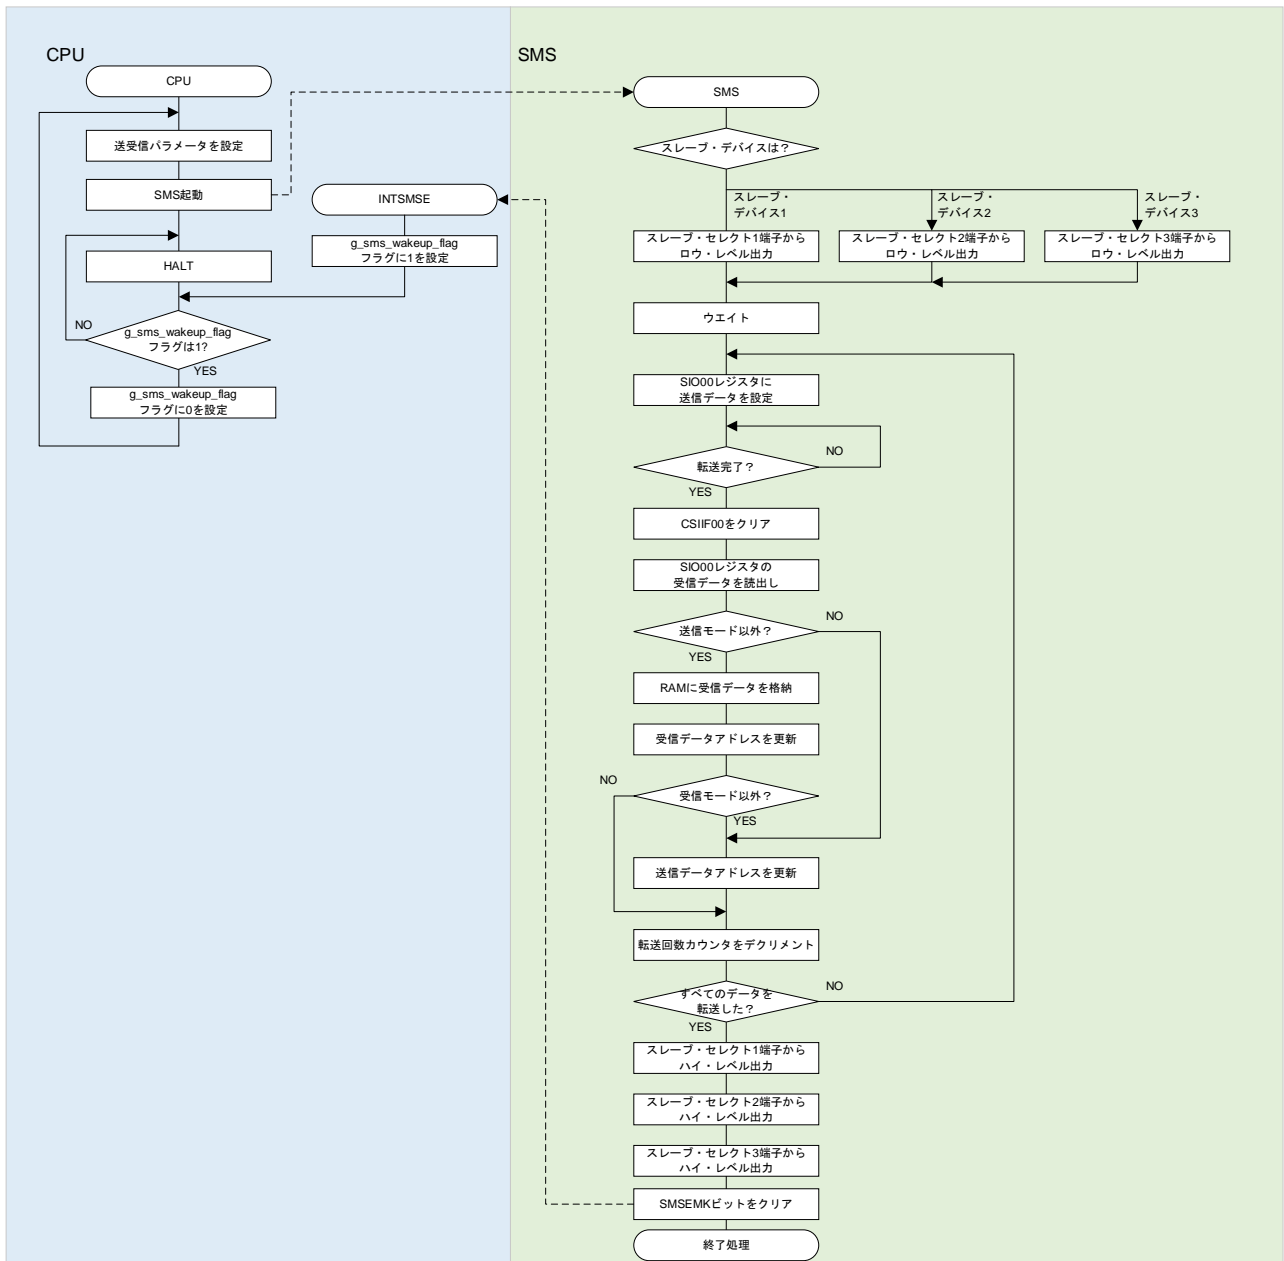 CPU
CPU
送受信パラメータを設定
SMS起動
HALT
NO
g_sms_wakeup_flag
フラグは1?
YES
g_sms_wakeup_flag
フラグに0を設定
INTSMSE
g_sms_wakeup_flag
フラグに1を設定
SMS
SMS
スレーブ・デバイスは？
スレーブ・
デバイス1
スレーブ・
デバイス2
スレーブ・
デバイス3
スレーブ・セレクト1端子から
ロウ・レベル出力
スレーブ・セレクト2端子から
ロウ・レベル出力
スレーブ・セレクト3端子から
ロウ・レベル出力
ウエイト
SIO00レジスタに
送信データを設定
転送完了？
NO
YES
CSIIF00をクリア
SIO00レジスタの
受信データを読出し
送信モード以外？
NO
YES
RAMに受信データを格納
受信データアドレスを更新
NO
受信モード以外？
YES
送信データアドレスを更新
転送回数カウンタをデクリメント
すべてのデータを
転送した？
NO
YES
スレーブ・セレクト1端子から
ハイ・レベル出力
スレーブ・セレクト2端子から
ハイ・レベル出力
スレーブ・セレクト3端子から
ハイ・レベル出力
SMSEMKビットをクリア
終了処理